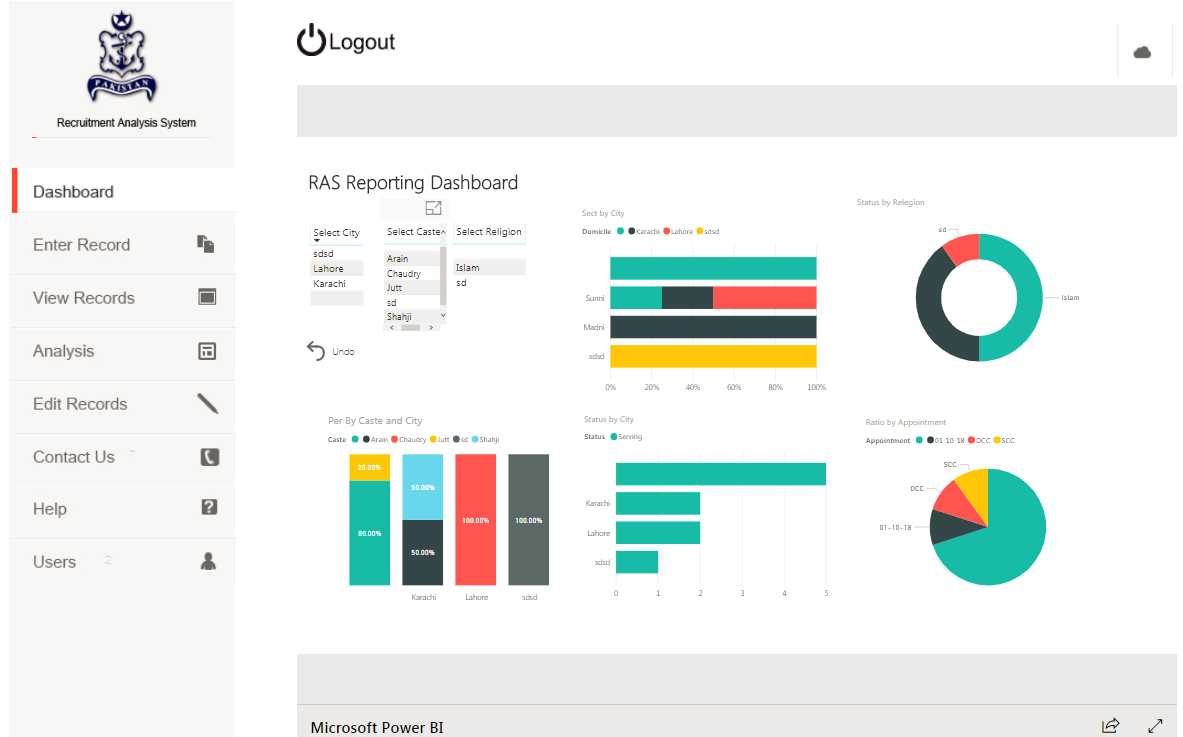 PAKISTAN
Recruitment Analysis System
Dashboard
Enter Record
View Records
Analysis
Edit Records
Contact Us 7
Help
Users 2
Logout
RAS Reporting Dashboard
Select City
sdsd
Lahore
Karachi
Select Caste
Arain
Chaudry
Jutt
sd
Shahji
Select Religion
Islam
sd
Undo
Sect by City
Domicile Karachi Lahore sdsd
Sunni
Madni
sdsd
0% 20% 40% 60% 80% 100%
Status by Relegion
sd
Islam
Per By Caste and City
Caste Arain Chaudry Jutt sd Shahji
20.00%
80.00%
50.00%
50.00%
100.00%
100.00%
Karachi Lahore sdsd
Status by City
Status Serving
Karachi
Lahore
sdsd
0 1 2 3 4 5
Ratio by Appointment
Appointment 01-10-18 DCC SCC
SCC
DCC
01-10-18
Microsoft Power BI